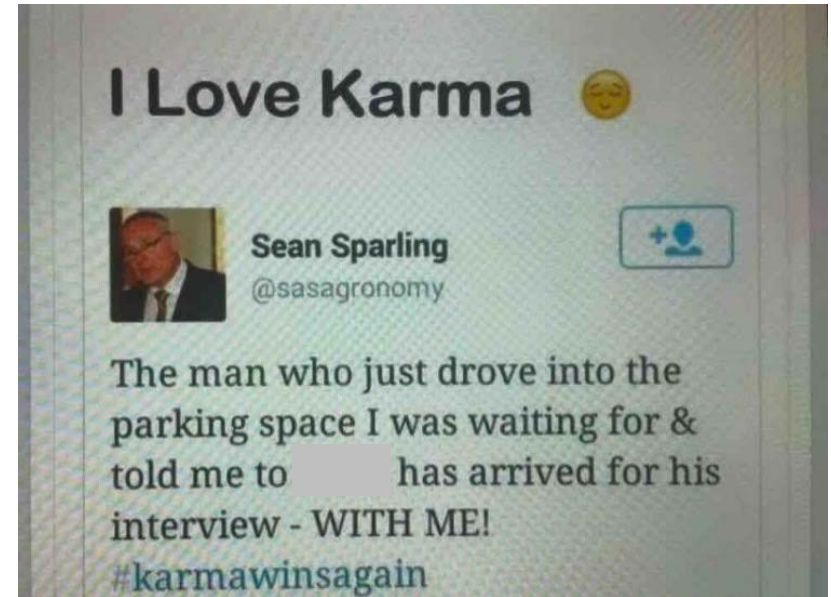 I Love Karma
Sean Sparling
@sasagronomy
The man who just drove into the
parking space I was waiting for &
told me to has arrived for his
interview - WITH ME!
#karmawinsagain